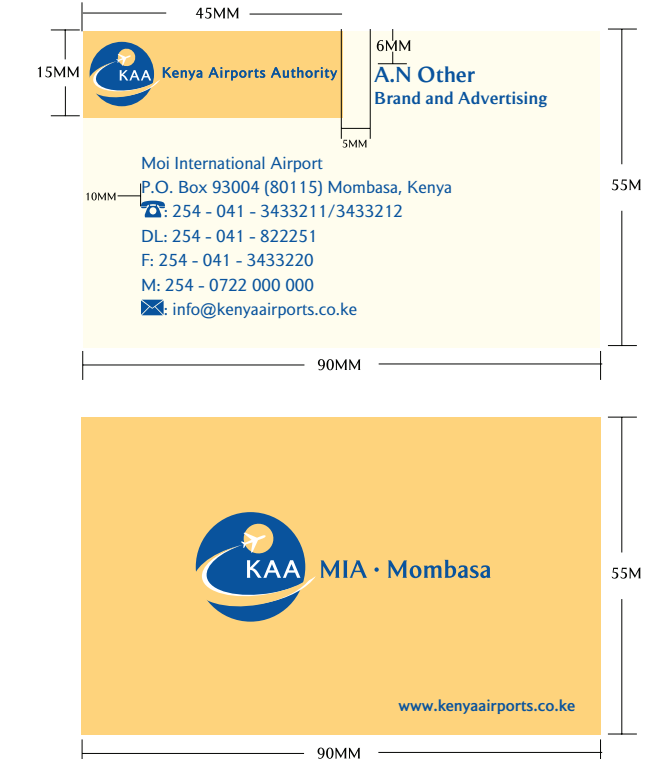 45MM
15MM
KAA
Kenya Airports Authority
6MM
A.N Other
Brand and Advertising
5MM
55M
10MM
Moi International Airport
P.O. Box 93004 (80115) Mombasa, Kenya
: 254 - 041 - 3433211/3433212
DL: 254 - 041 - 822251
F: 254 - 041 - 3433220
M: 254 - 0722 000 000
: info@kenyaairports.co.ke
90MM
KAA
MIA · Mombasa
55M
www.kenyaairports.co.ke
90MM